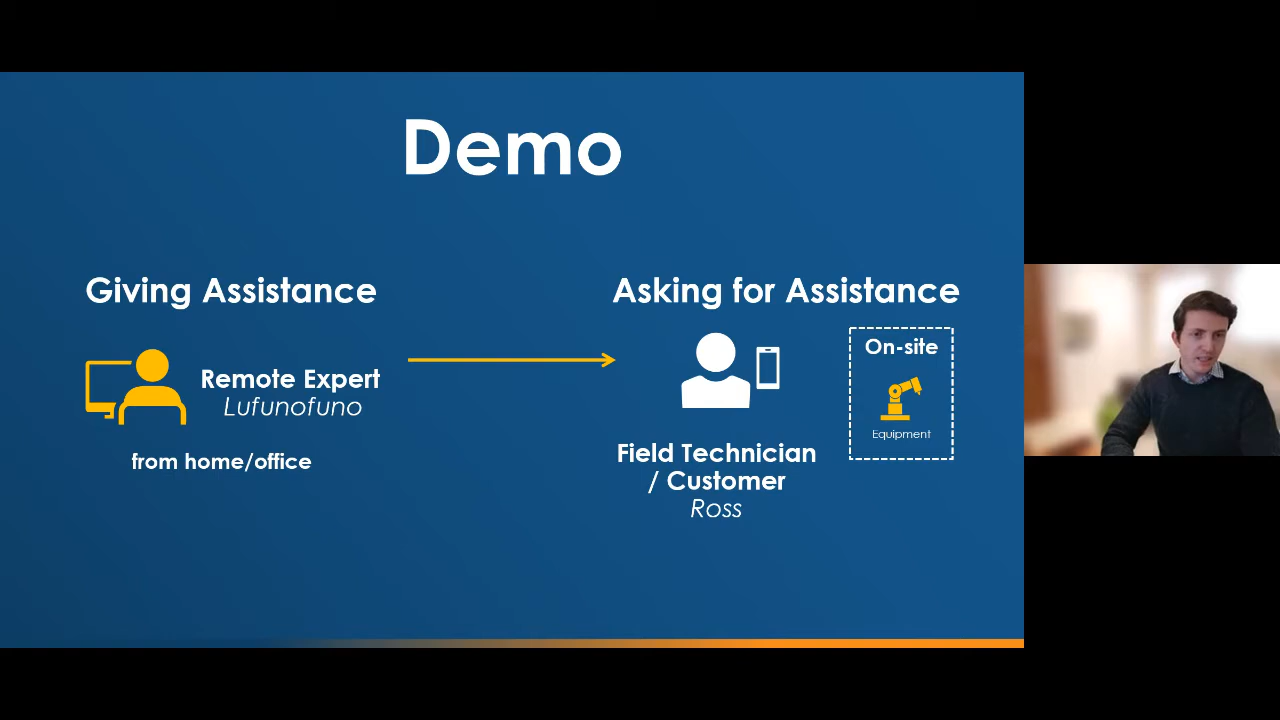 Demo
Giving Assistance
Remote Expert
Lufunofuno
from home/office
Asking for Assistance
On-site
Equipment
Field Technician
/ Customer
Ross